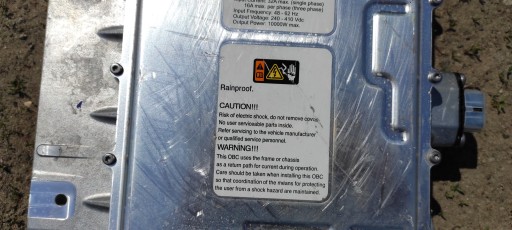 Input Current: 32A max. (single phase)
16A max. per phase (three phase)
Input Frequency: 48 - 62 Hz
Output Voltage: 240 - 410 Vdc
Output Power: 10000W max
Rainproof.
CAUTION!!!
Risk of electric shock, do not remove cover.
No user serviceable parts inside.
Refer servicing to the vehicle manufacturer
or qualified service personnel.
WARNING!!!
This OBC uses the frame or chassis
as a return path for current during operation.
Care should be taken when installing this OBC
so that coordination of the means for protecting
the user from a shock hazard are maintained.